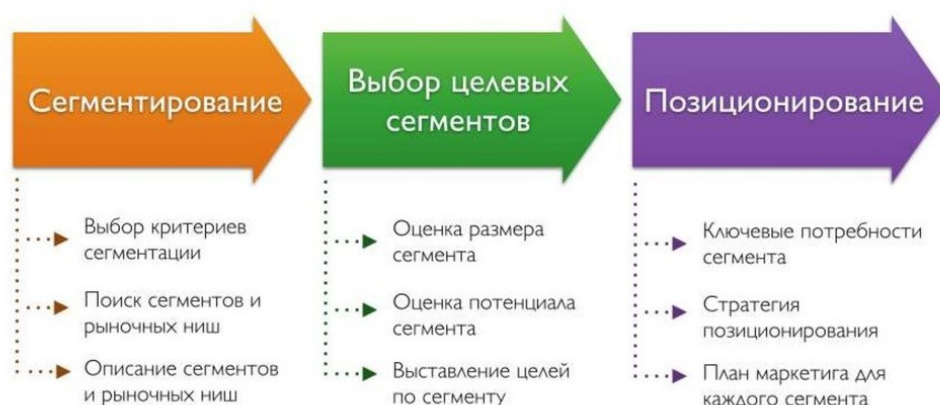 Сегментирование
Выбор критериев
сегментации
Поиск сегментов и
рыночных ниш
Описание сегментов
и рыночных ниш
Выбор целевых
сегментов
Оценка размера
сегмента
Оценка потенциала
сегмента
Выставление целей
по сегменту
Позиционирование
Ключевые потребности
сегмента
Стратегия
позиционирования
План маркетига для
каждого сегмента